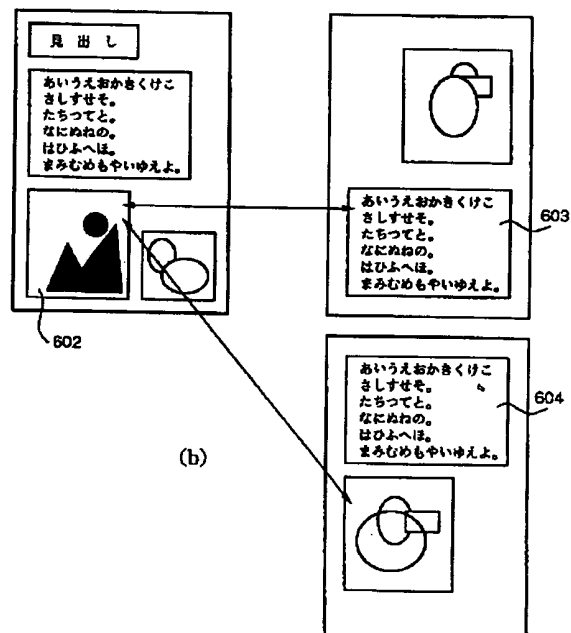 見出し
あいうえおかきくけこ
さしすせそ。
たちつてと。
なにぬねの。
はひふへほ。
まみむめもやいゆえよ。
602
あいうえおかきくけこ
さしすせそ。
たちつてと。
なにぬねの。
はひふへほ。
まみむめもやいゆえよ。
603
あいうえおかきくけこ
さしすせそ。
たちつてと。
なにぬねの。
はひふへほ。
まみむめもやいゆえよ。
604
(b)